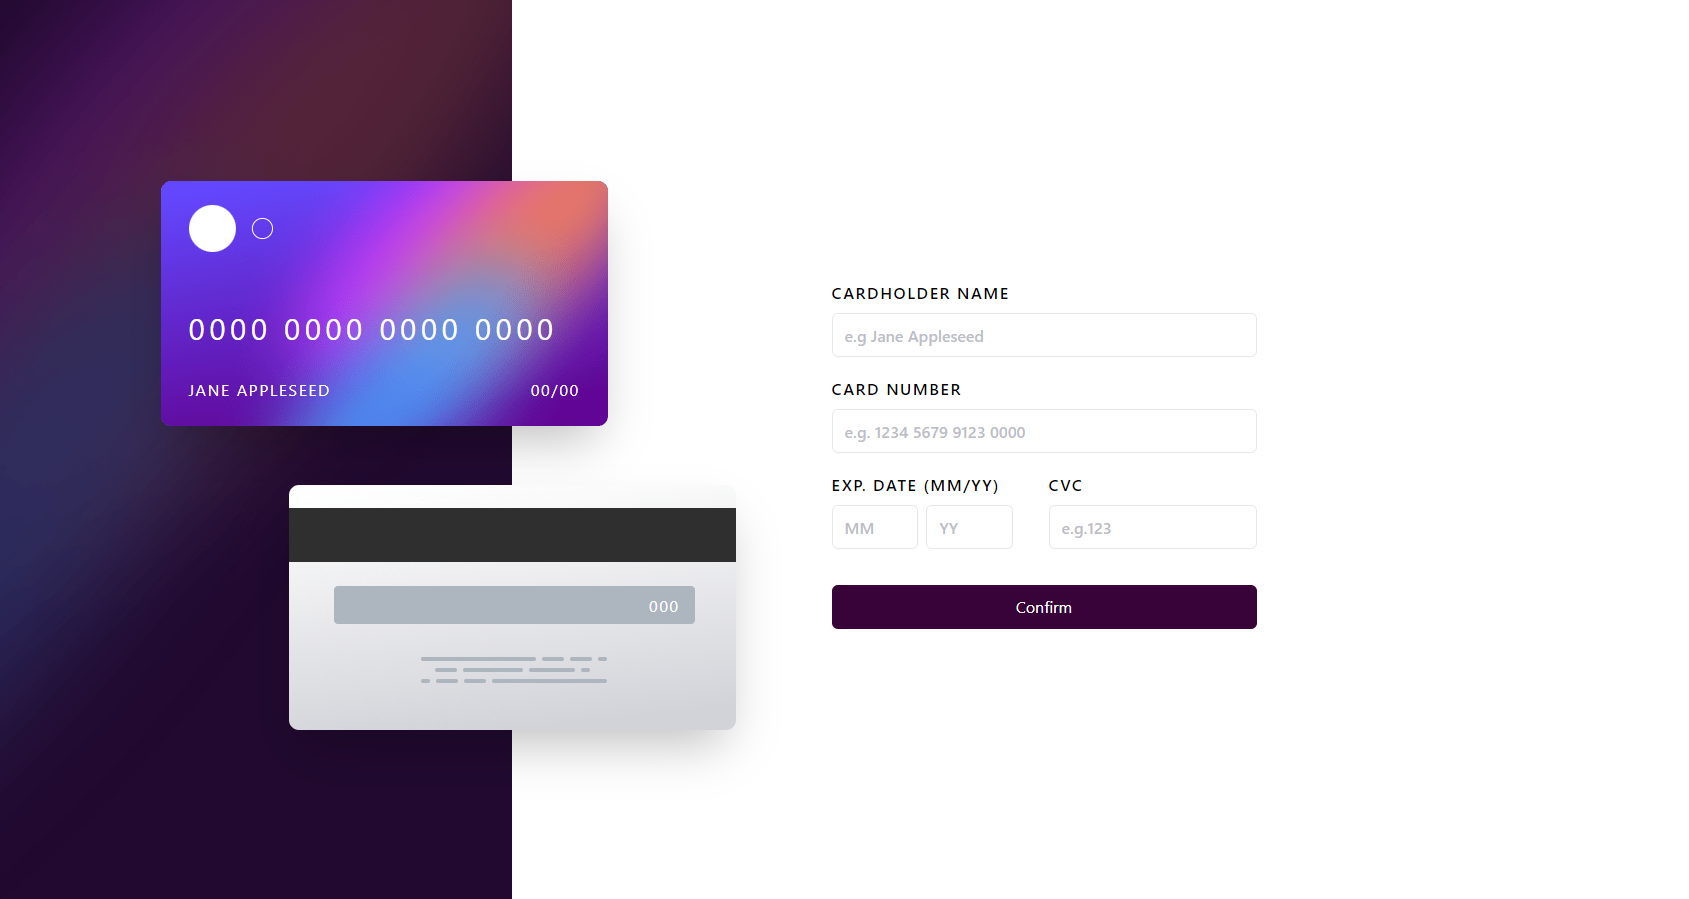 0000 0000 0000 0000
JANE APPLESEED 00/00
000
CARDHOLDER NAME
e.g Jane Appleseed
CARD NUMBER
e.g. 1234 5679 9123 0000
EXP. DATE (MM/YY) CVC
MM YY e.g.123
Confirm